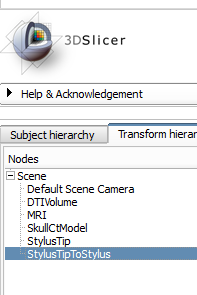 3DSlicer
Help & Acknowledgement
Subject hierarchy Transform hierar
Nodes
Scene
Default Scene Camera
DTIVolume
MRI
SkullCtModel
StylusTip
StylusTipToStylus